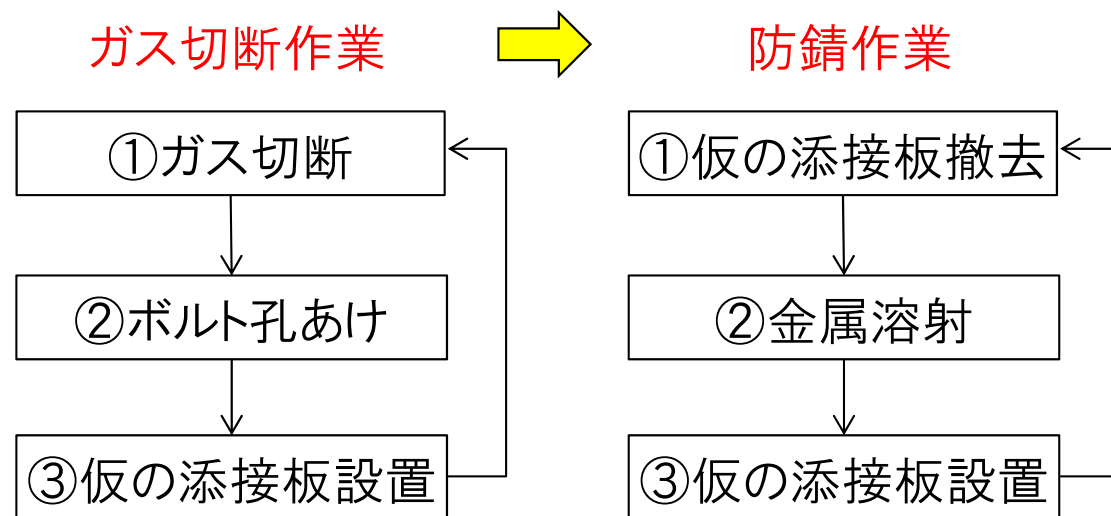 ガス切断作業
①ガス切断
②ボルト孔あけ
③仮の添接板設置
防錆作業
①仮の添接板撤去
②金属溶射
③仮の添接板設置